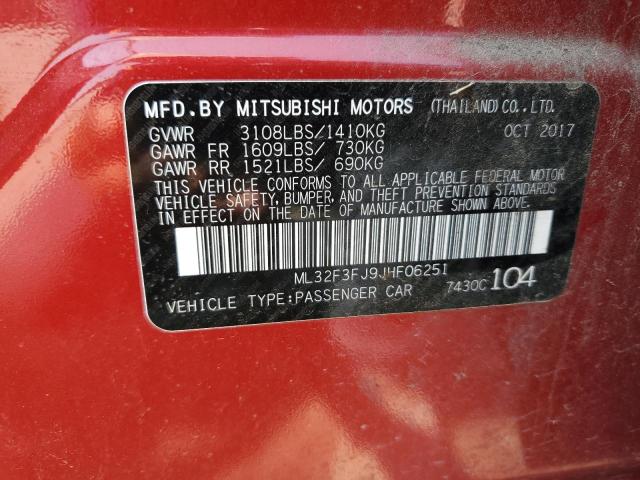 MFD.BY MITSUBISHI MOTORS (THAILAND) CO., LTD.
GVWR 3108LBS/1410KG OCT 2017
GAWR FR 1609LBS/ 730KG
GAWR RR 1521LBS/ 690KG
THIS VEHICLE CONFORMS TO ALL APPLICABLE FEDERAL MOTOR
VEHICLE SAFETY, BUMPER, AND THEFT PREVENTION STANDARDS
IN EFFECT ON THE DATE OF MANUFACTURE SHOWN ABOVE.
ML32F3FJ9JHF06251
VEHICLE TYPE:PASSENGER CAR 7430C 104